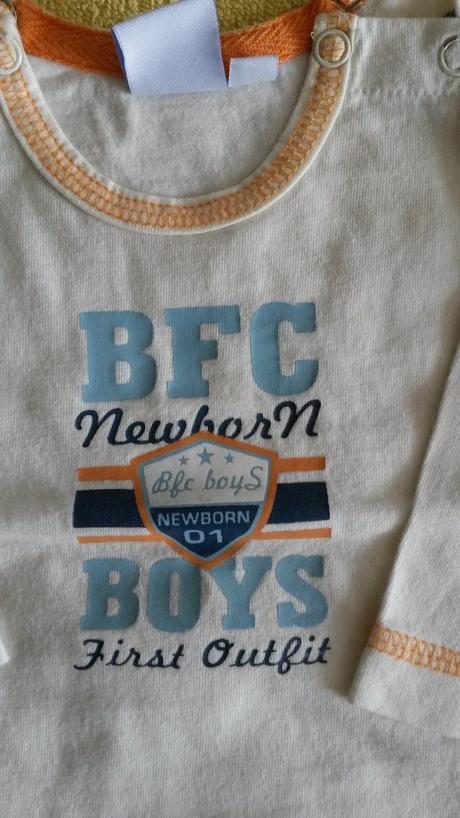 BFC
NewborN
Bfc boyS
NEWBORN
01
BOYS
First Outfit